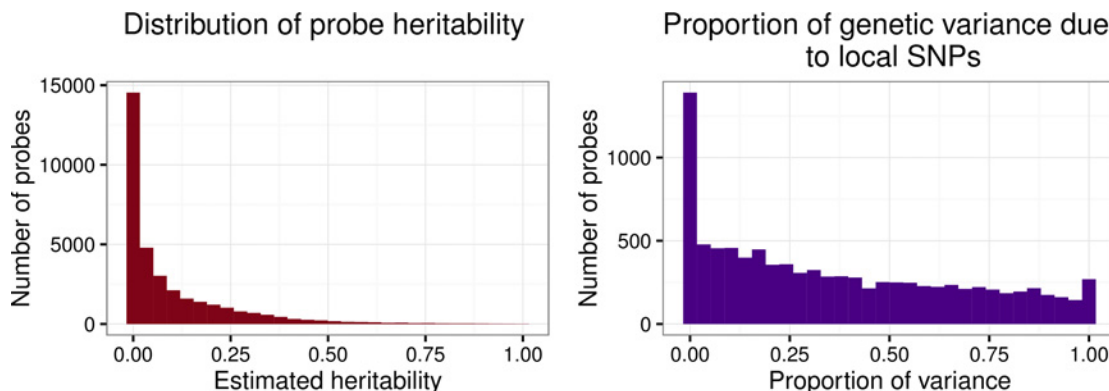 Distribution of probe heritability
15000
10000
5000
0
Number of probes
0.00 0.25 0.50 0.75 1.00
Estimated heritability
Proportion of genetic variance due
to local SNPs
1000
500
0
Number of probes
0.00 0.25 0.50 0.75 1.00
Proportion of variance